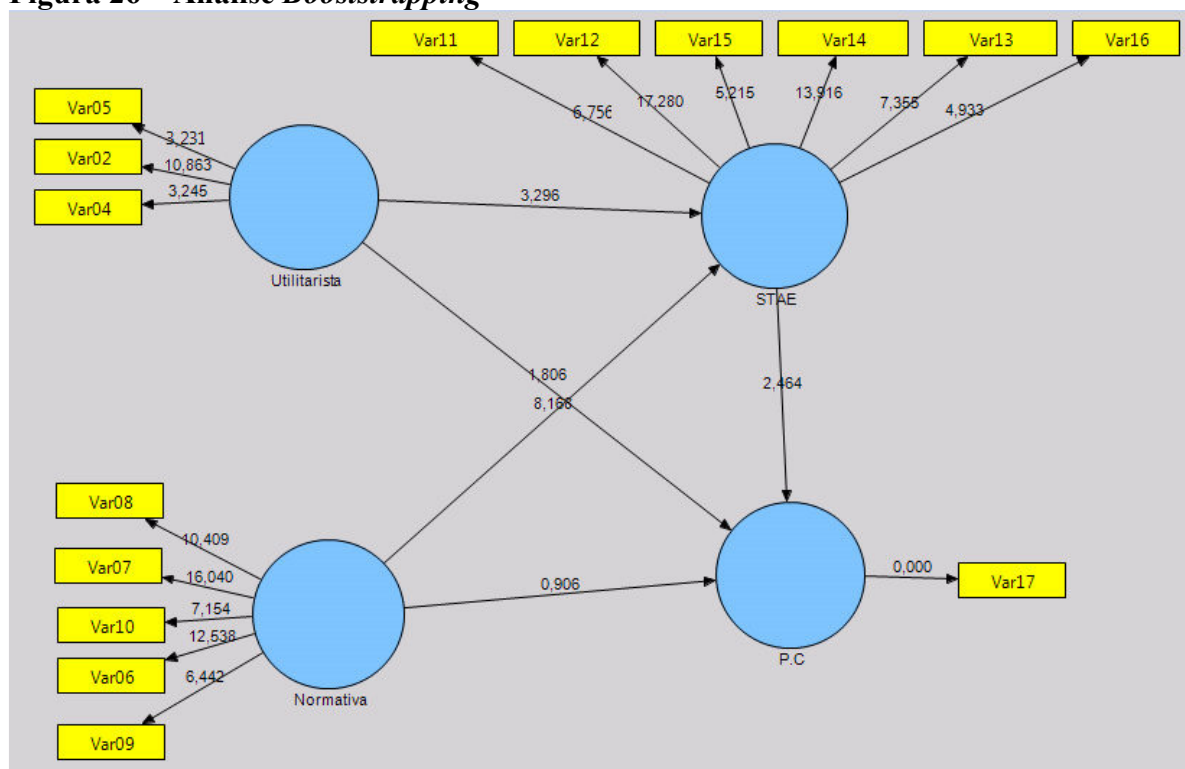 Figura 26 – Análise Booststrapping
Var11 Var12 Var15 Var14 Var13 Var16
6,756 17,280 5,215 13,916 7,355 4,933
Var05
3,231
Var02
10,863
Var04
3,245
Utilitarista
3,296
STAE
1,806
8,168
2,464
Var08
10,409
Var07
16,040
Var10
7,154
Var06
12,538
Var09
6,442
Normativa
0,906
P.C
0,000
Var17